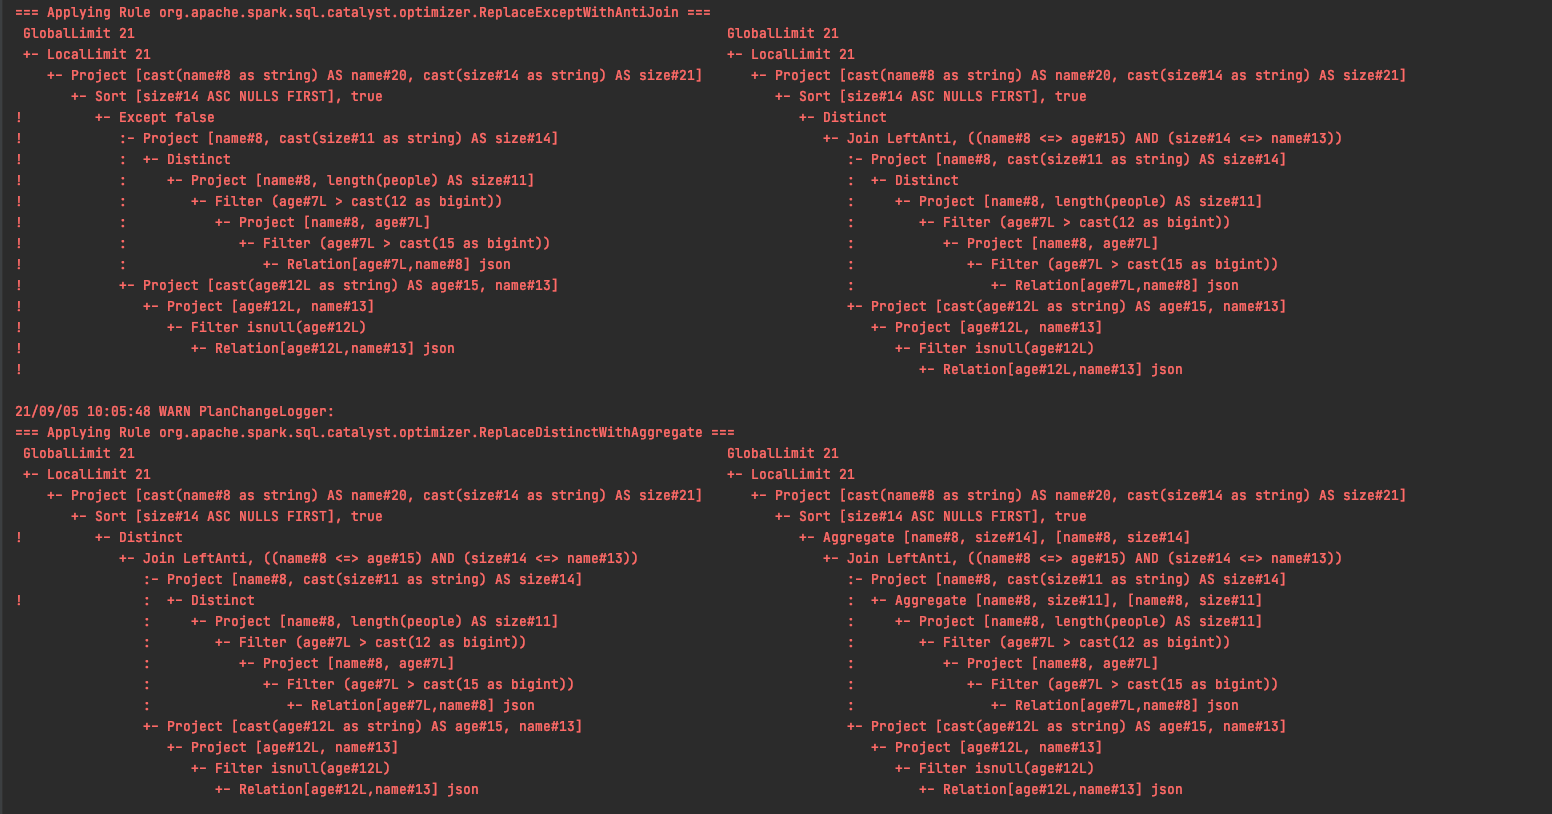 === Applying Rule org.apache.spark.sql.catalyst.optimizer.ReplaceExceptWithAntiJoin ===
 GlobalLimit 21                                                                          GlobalLimit 21
 +- LocalLimit 21                                                                        +- LocalLimit 21
    +- Project [cast(name#8 as string) AS name#20, cast(size#14 as string) AS size#21]      +- Project [cast(name#8 as string) AS name#20, cast(size#14 as string) AS size#21]
       +- Sort [size#14 ASC NULLS FIRST], true                                                 +- Sort [size#14 ASC NULLS FIRST], true
!         +- Except false                                                                         +- Distinct
!            :- Project [name#8, cast(size#11 as string) AS size#14]                                 +- Join LeftAnti, ((name#8 <=> age#15) AND (size#14 <=> name#13))
!            :  +- Distinct                                                                             :- Project [name#8, cast(size#11 as string) AS size#14]
!            :     +- Project [name#8, length(people) AS size#11]                                       :  +- Distinct
!            :        +- Filter (age#7L > cast(12 as bigint))                                           :     +- Project [name#8, length(people) AS size#11]
!            :           +- Project [name#8, age#7L]                                                    :        +- Filter (age#7L > cast(12 as bigint))
!            :              +- Filter (age#7L > cast(15 as bigint))                                     :           +- Project [name#8, age#7L]
!            :                 +- Relation[age#7L,name#8] json                                          :              +- Filter (age#7L > cast(15 as bigint))
!            +- Project [cast(age#12L as string) AS age#15, name#13]                                    :                 +- Relation[age#7L,name#8] json
!               +- Project [age#12L, name#13]                                                           +- Project [cast(age#12L as string) AS age#15, name#13]
!                  +- Filter isnull(age#12L)                                                               +- Project [age#12L, name#13]
!                     +- Relation[age#12L,name#13] json                                                       +- Filter isnull(age#12L)
!                                                                                                                +- Relation[age#12L,name#13] json
21/09/05 10:05:48 WARN PlanChangeLogger:
=== Applying Rule org.apache.spark.sql.catalyst.optimizer.ReplaceDistinctWithAggregate ===
 GlobalLimit 21                                                                          GlobalLimit 21
 +- LocalLimit 21                                                                        +- LocalLimit 21
    +- Project [cast(name#8 as string) AS name#20, cast(size#14 as string) AS size#21]      +- Project [cast(name#8 as string) AS name#20, cast(size#14 as string) AS size#21]
       +- Sort [size#14 ASC NULLS FIRST], true                                                 +- Sort [size#14 ASC NULLS FIRST], true
!         +- Distinct                                                                             +- Aggregate [name#8, size#14], [name#8, size#14]
             +- Join LeftAnti, ((name#8 <=> age#15) AND (size#14 <=> name#13))                       +- Join LeftAnti, ((name#8 <=> age#15) AND (size#14 <=> name#13))
                :- Project [name#8, cast(size#11 as string) AS size#14]                                 :- Project [name#8, cast(size#11 as string) AS size#14]
!               :  +- Distinct                                                                          :  +- Aggregate [name#8, size#11], [name#8, size#11]
                :     +- Project [name#8, length(people) AS size#11]                                    :     +- Project [name#8, length(people) AS size#11]
                :        +- Filter (age#7L > cast(12 as bigint))                                        :        +- Filter (age#7L > cast(12 as bigint))
                :           +- Project [name#8, age#7L]                                                 :           +- Project [name#8, age#7L]
                :              +- Filter (age#7L > cast(15 as bigint))                                  :              +- Filter (age#7L > cast(15 as bigint))
                :                 +- Relation[age#7L,name#8] json                                       :                 +- Relation[age#7L,name#8] json
                +- Project [cast(age#12L as string) AS age#15, name#13]                                 +- Project [cast(age#12L as string) AS age#15, name#13]
                   +- Project [age#12L, name#13]                                                           +- Project [age#12L, name#13]
                      +- Filter isnull(age#12L)                                                               +- Filter isnull(age#12L)
                         +- Relation[age#12L,name#13] json                                                       +- Relation[age#12L,name#13] json